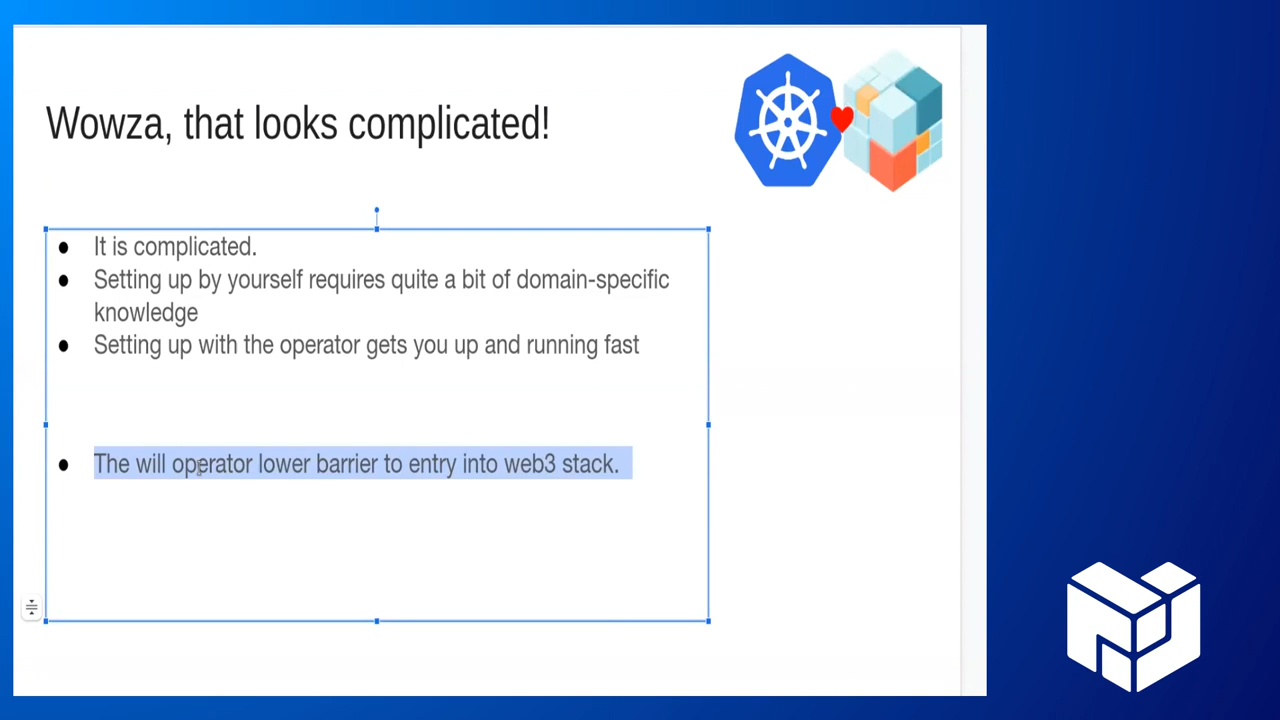 Wowza, that looks complicated!
● It is complicated.
● Setting up by yourself requires quite a bit of domain-specific
knowledge
● Setting up with the operator gets you up and running fast
● The will operator lower barrier to entry into web3 stack.